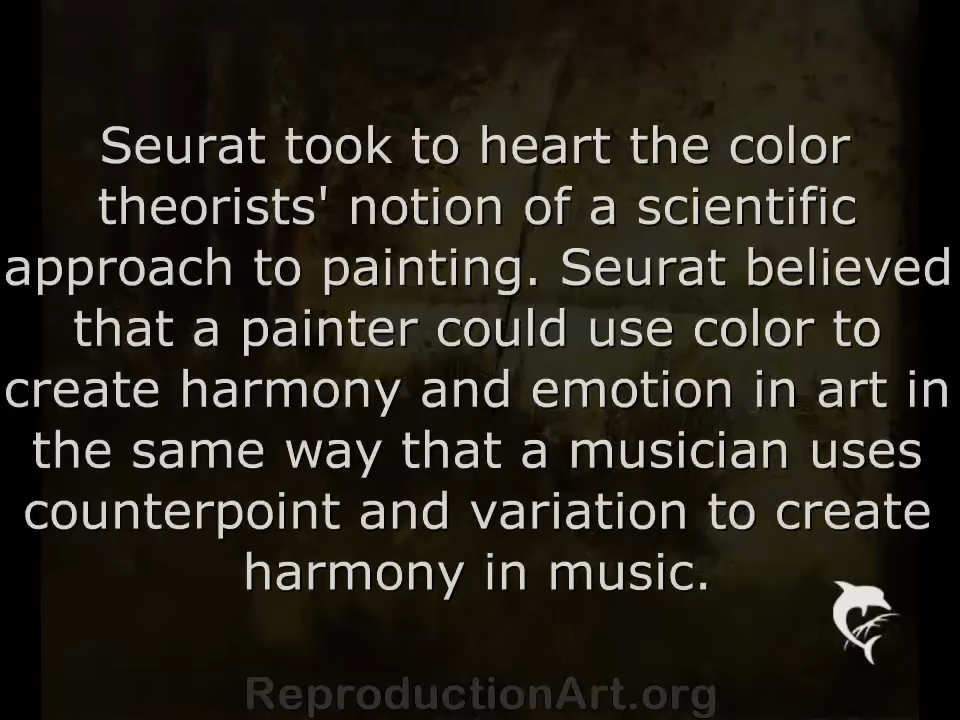 Seurat took to heart the color
theorists' notion of a scientific
approach to painting. Seurat believed
that a painter could use color to
create harmony and emotion in art in
the same way that a musician uses
counterpoint and variation to create
harmony in music.
ReproductionArt.org